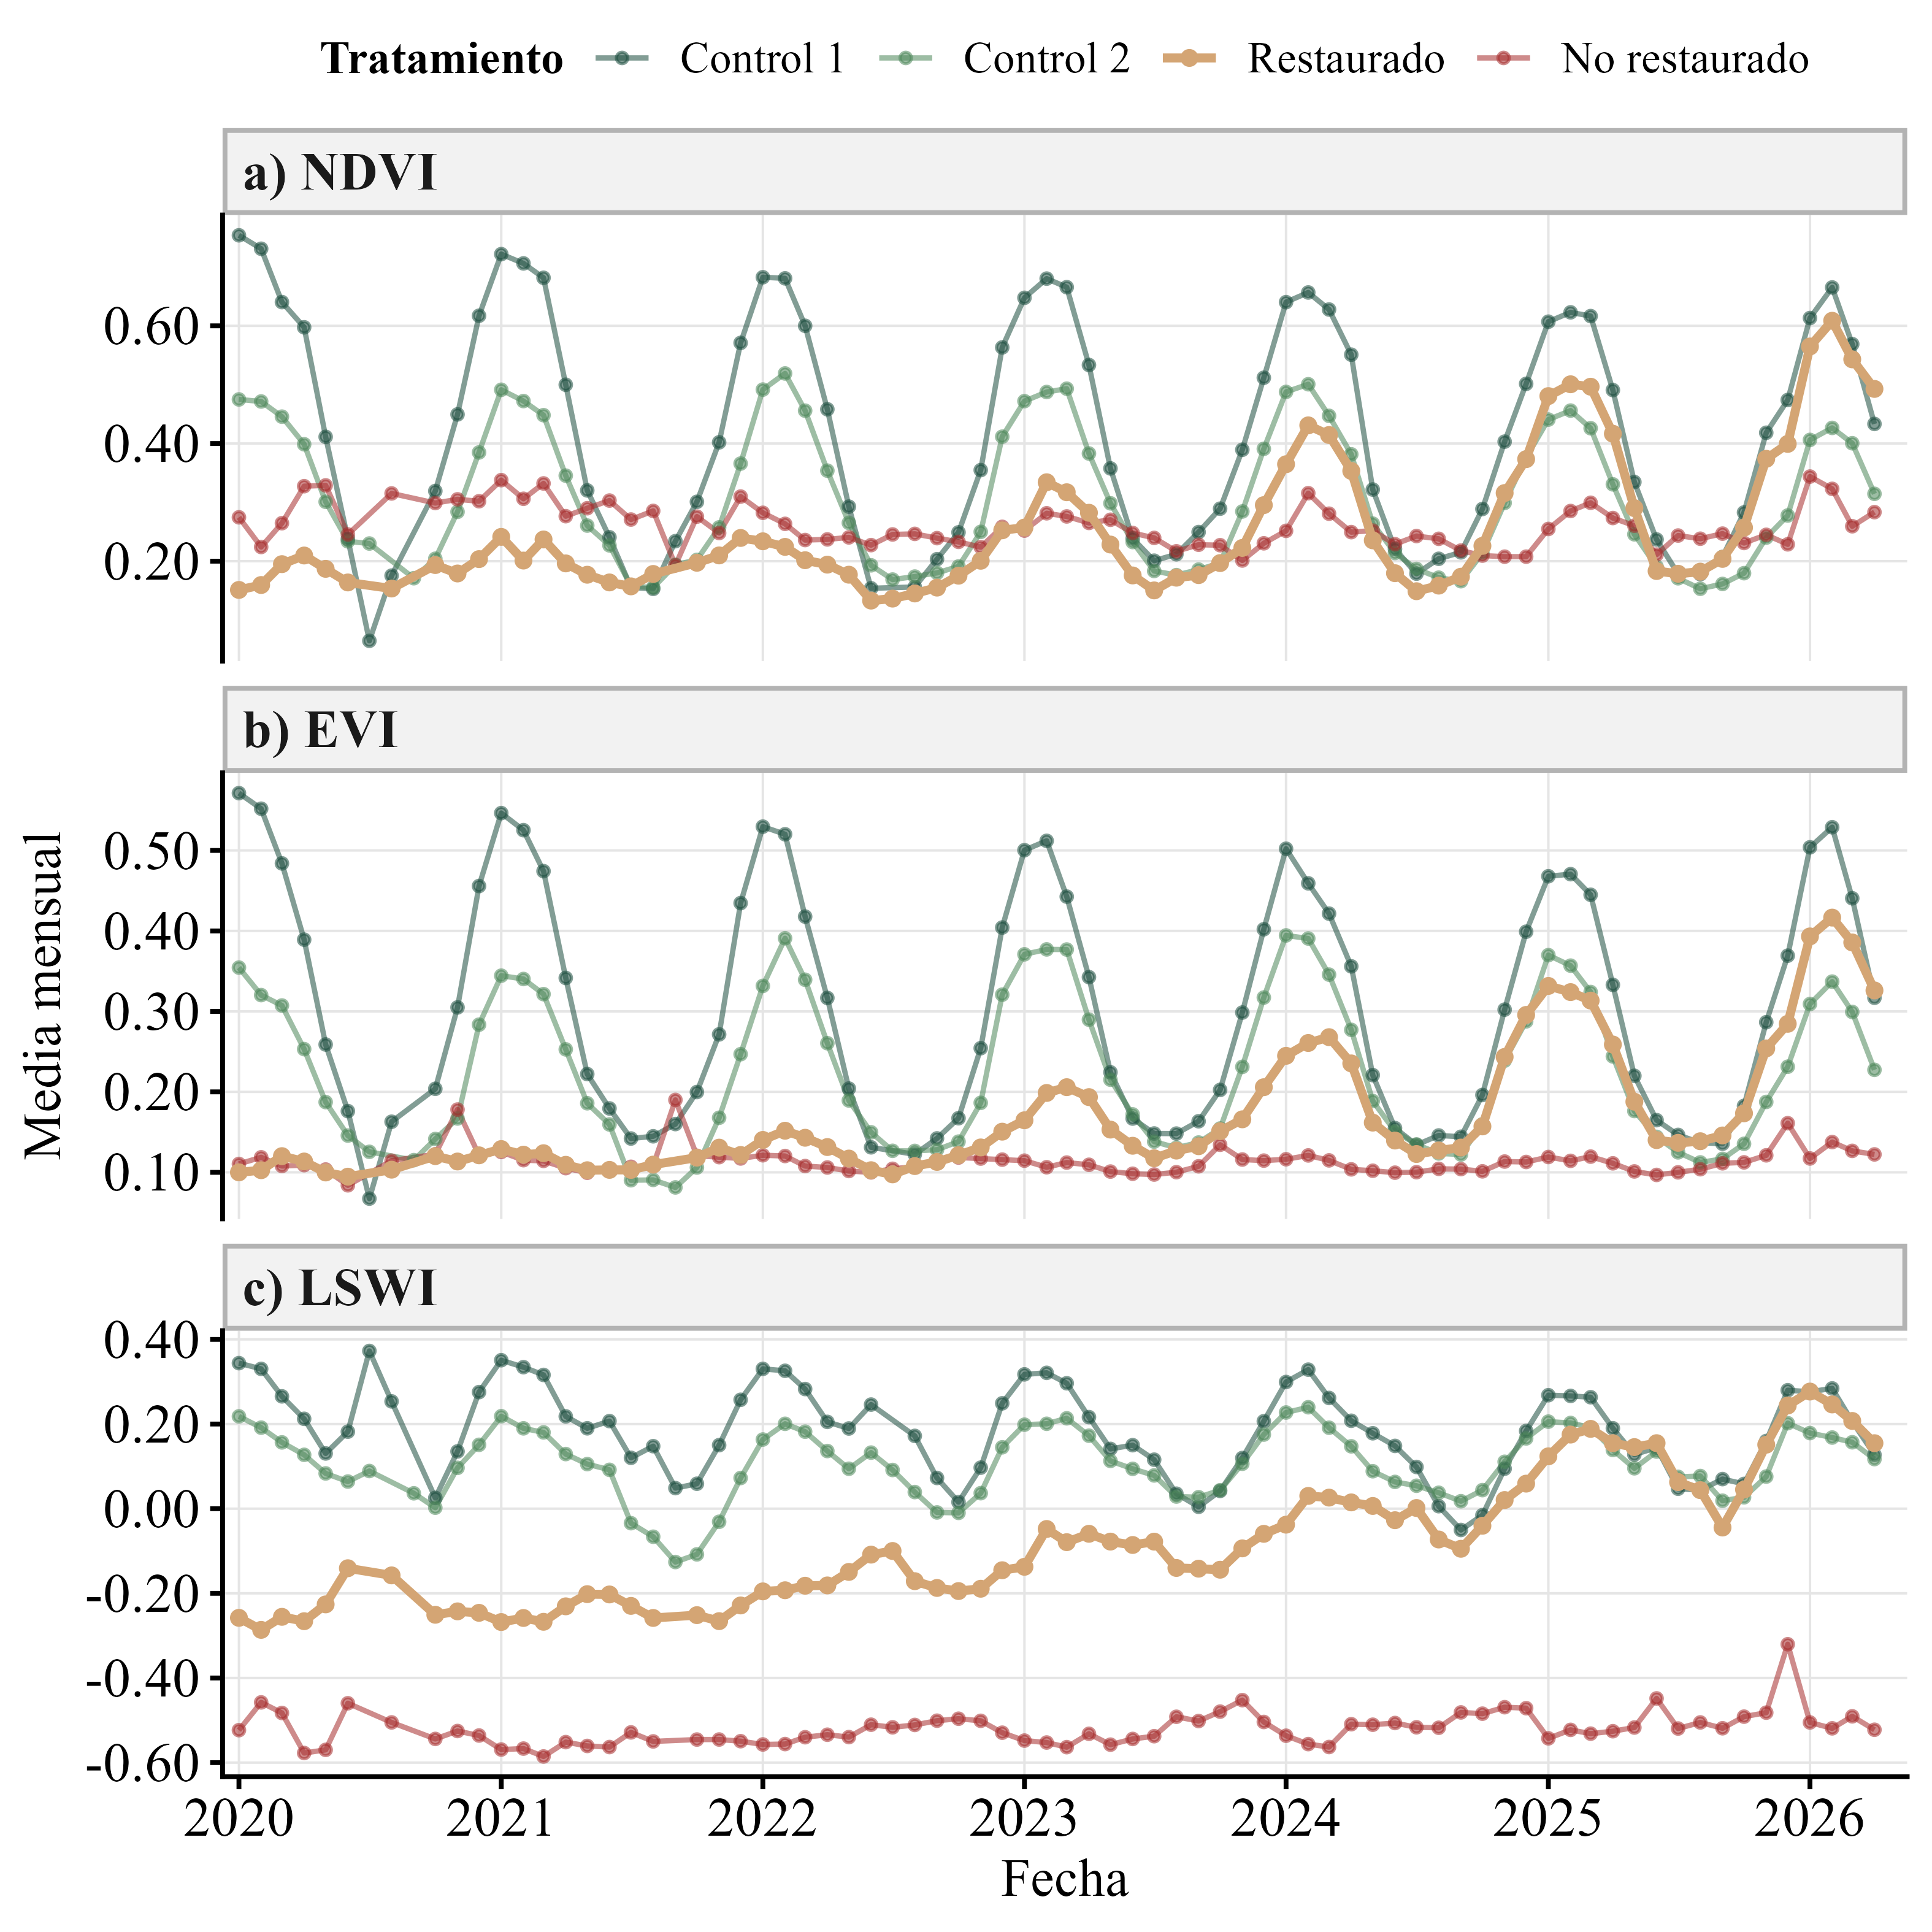 Tratamiento Control 1 Control 2 Restaurado No restaurado
a) NDVI
0.60
0.40
0.20
b) EVI
0.50
0.40
0.30
0.20
0.10
Media mensual
c) LSWI
0.40
0.20
0.00
-0.20
-0.40
-0.60
2020 2021 2022 2023 2024 2025 2026
Fecha